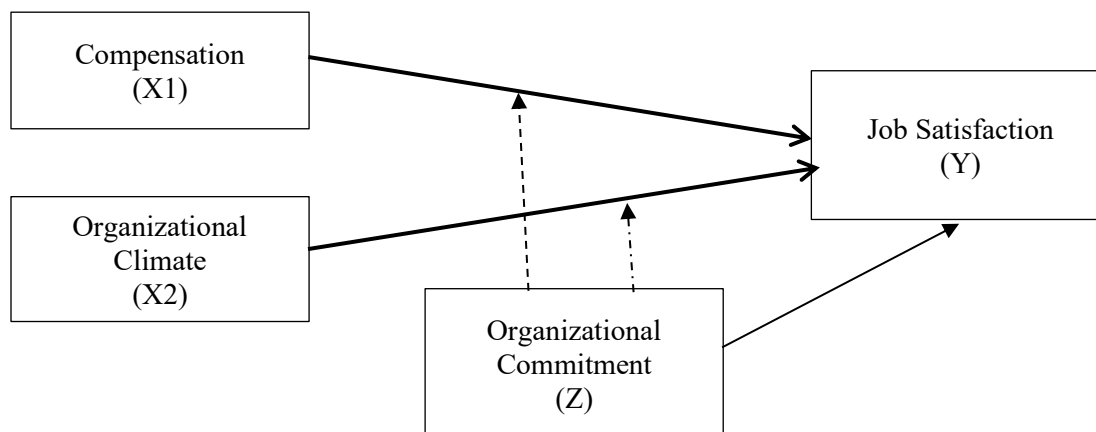 Compensation
(X1)
Job Satisfaction
(Y)
Organizational
Climate
(X2)
Organizational
Commitment
(Z)